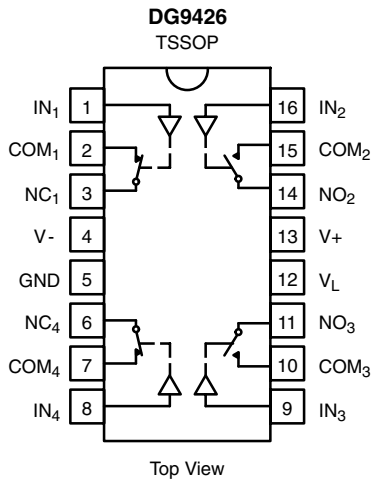 DG9426
TSSOP
IN1 1 16 IN2
COM1 2 15 COM2
NC1 3 14 NO2
V- 4 13 V+
GND 5 12 VL
NC4 6 11 NO3
COM4 7 10 COM3
IN4 8 9 IN3
Top View